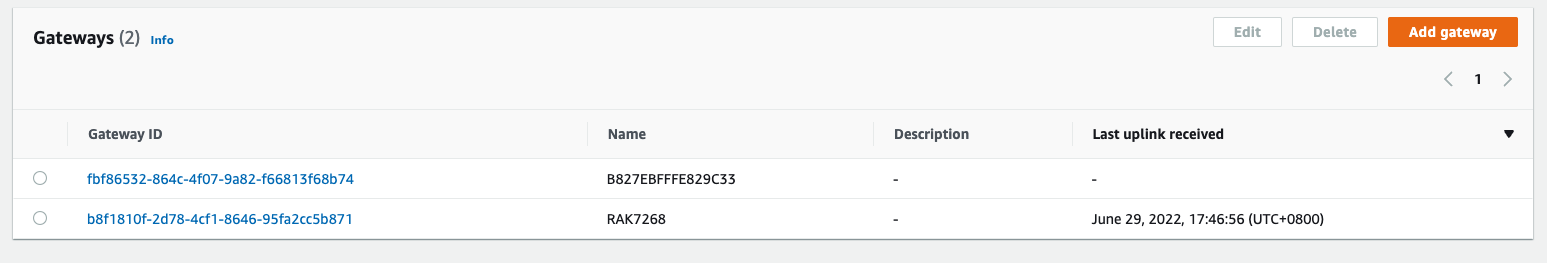 Gateways (2) Info Edit Delete Add gateway
1
Gateway ID Name Description Last uplink received
fbf86532-864c-4f07-9a82-f66813f68b74 B827EBFFFE829C33 - -
b8f1810f-2d78-4cf1-8646-95fa2cc5b871 RAK7268 - June 29, 2022, 17:46:56 (UTC+0800)